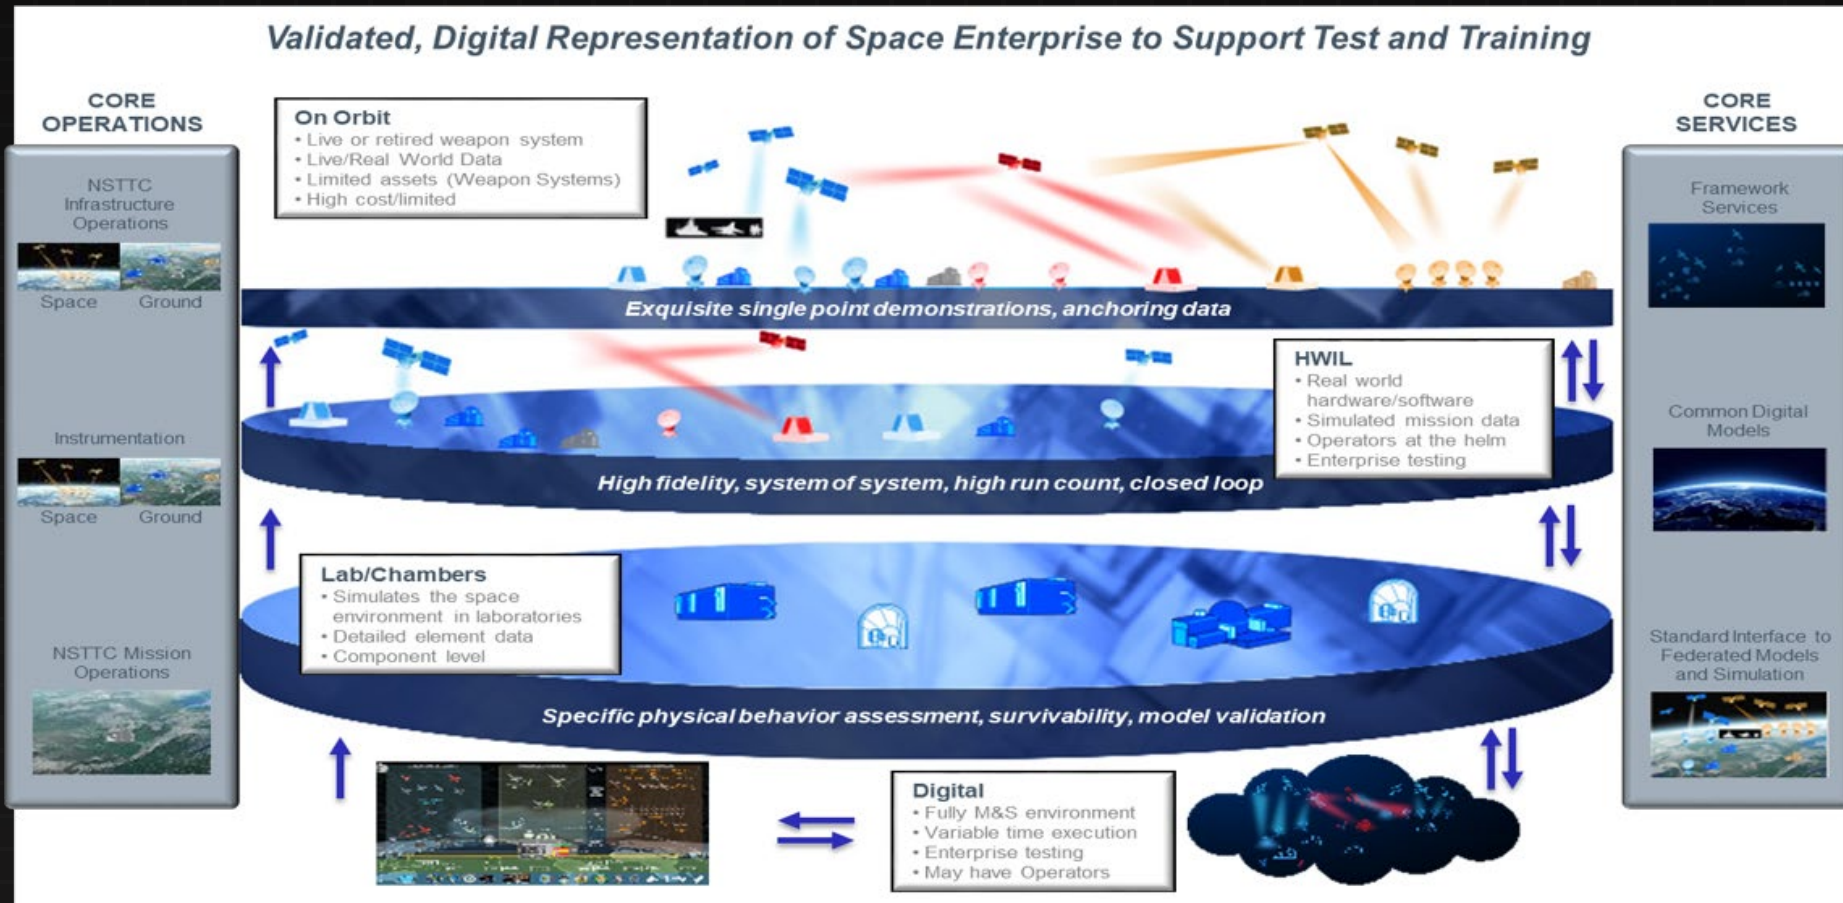 Validated, Digital Representation of Space Enterprise to Support Test and Training
CORE
OPERATIONS
NSTTC
Infrastructure
Operations
Space Ground
Instrumentation
Space Ground
NSTTC Mission
Operations
On Orbit
• Live or retired weapon system
• Live/Real World Data
• Limited assets (Weapon Systems)
• High cost/limited
Exquisite single point demonstrations, anchoring data
HWIL
• Real world
hardware/software
• Simulated mission data
• Operators at the helm
• Enterprise testing
High fidelity, system of system, high run count, closed loop
Lab/Chambers
• Simulates the space
environment in laboratories
• Detailed element data
• Component level
Specific physical behavior assessment, survivability, model validation
Digital
• Fully M&S environment
• Variable time execution
• Enterprise testing
• May have Operators
CORE
SERVICES
Framework
Services
Common Digital
Models
Standard Interface to
Federated Models
and Simulation